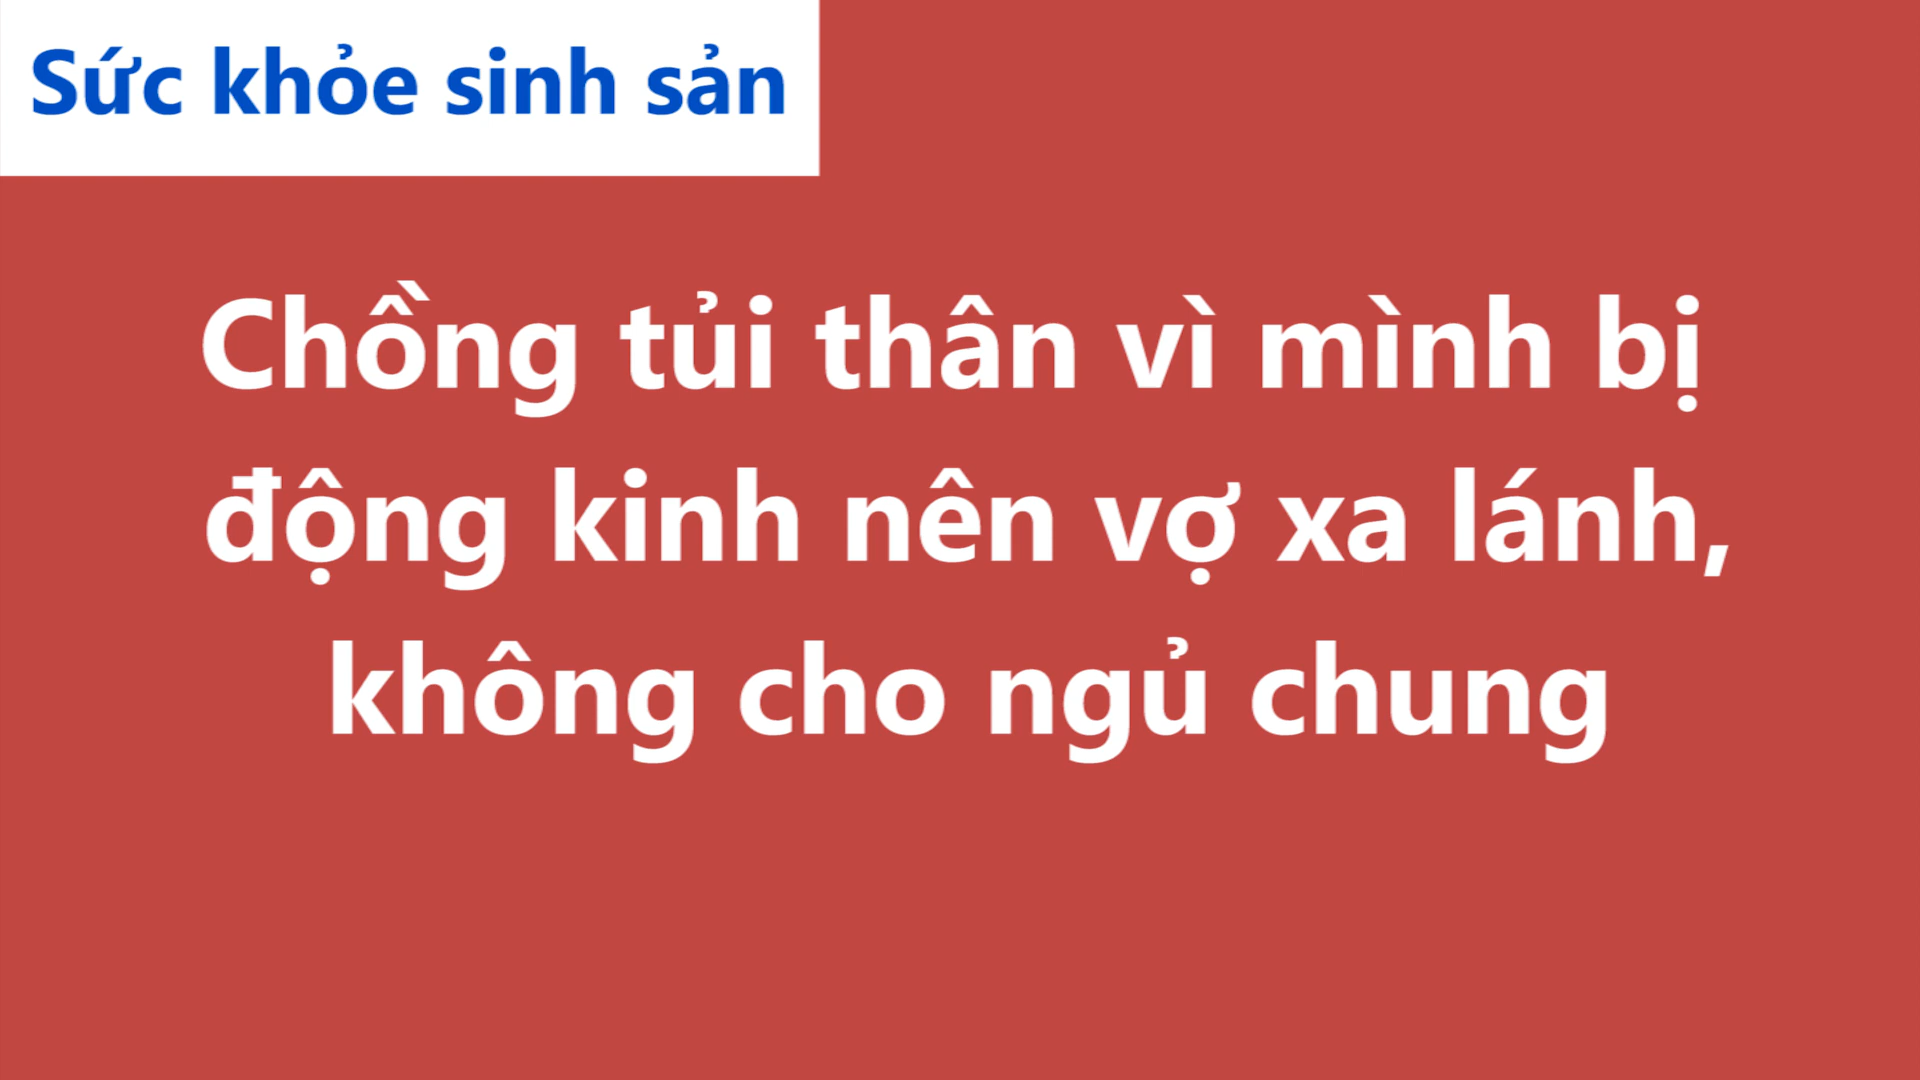 Sức khỏe sinh sản
Chồng tủi thân vì mình bị
động kinh nên vợ xa lánh,
không cho ngủ chung